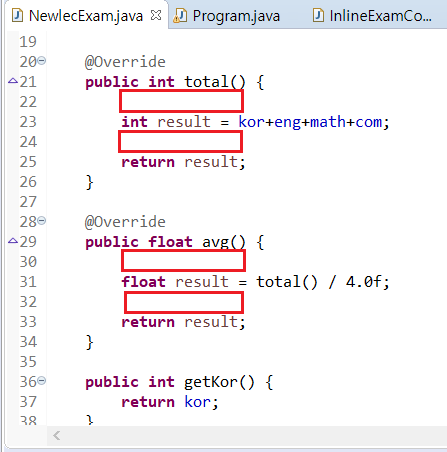 NewlecExam.java Program.java InlineExamCo...
19
20 @Override
21 public int total() {
22
23 int result = kor+eng+math+com;
24
25 return result;
26 }
27
28 @Override
29 public float avg() {
30
31 float result = total() / 4.0f;
32
33 return result;
34 }
35
36 public int getKor() {
37 return kor;
38 }